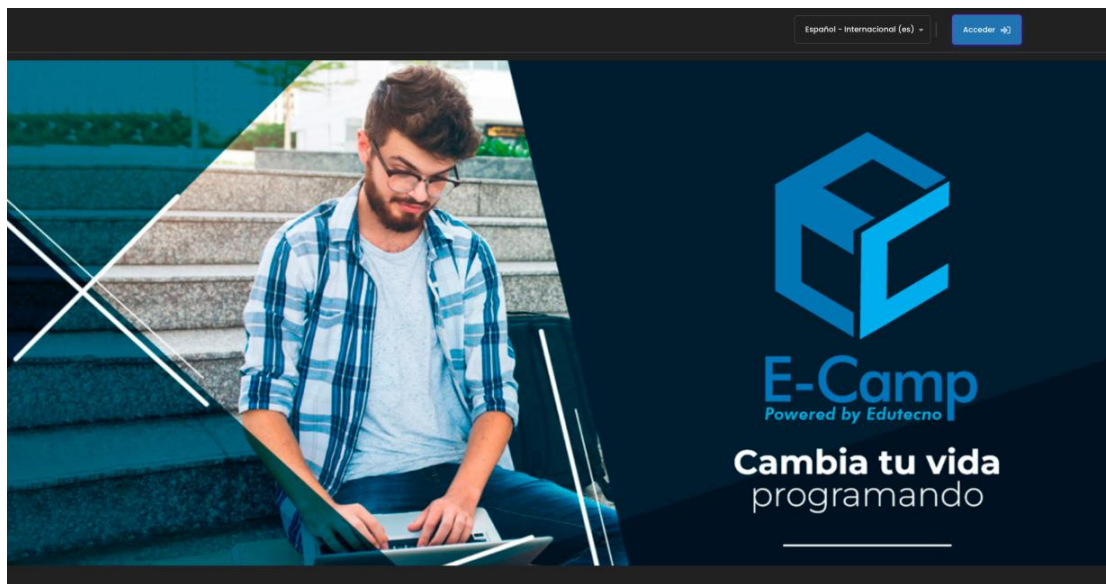 Español - Internacional (es)
Acceder
E-Camp
Powered by Edutecno
Cambia tu vida
programando